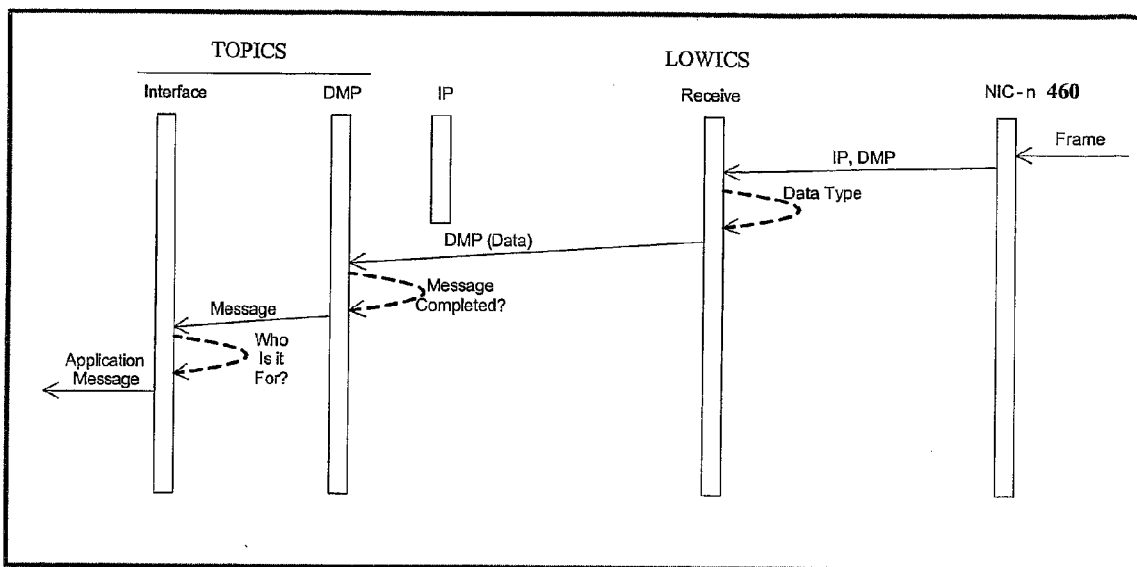 TOPICS
LOWICS
Interface
DMP
IP
Receive
NIC-n 460
Frame
IP, DMP
Data Type
DMP (Data)
Message
Completed?
Message
Who
Is it
For?
Application
Message